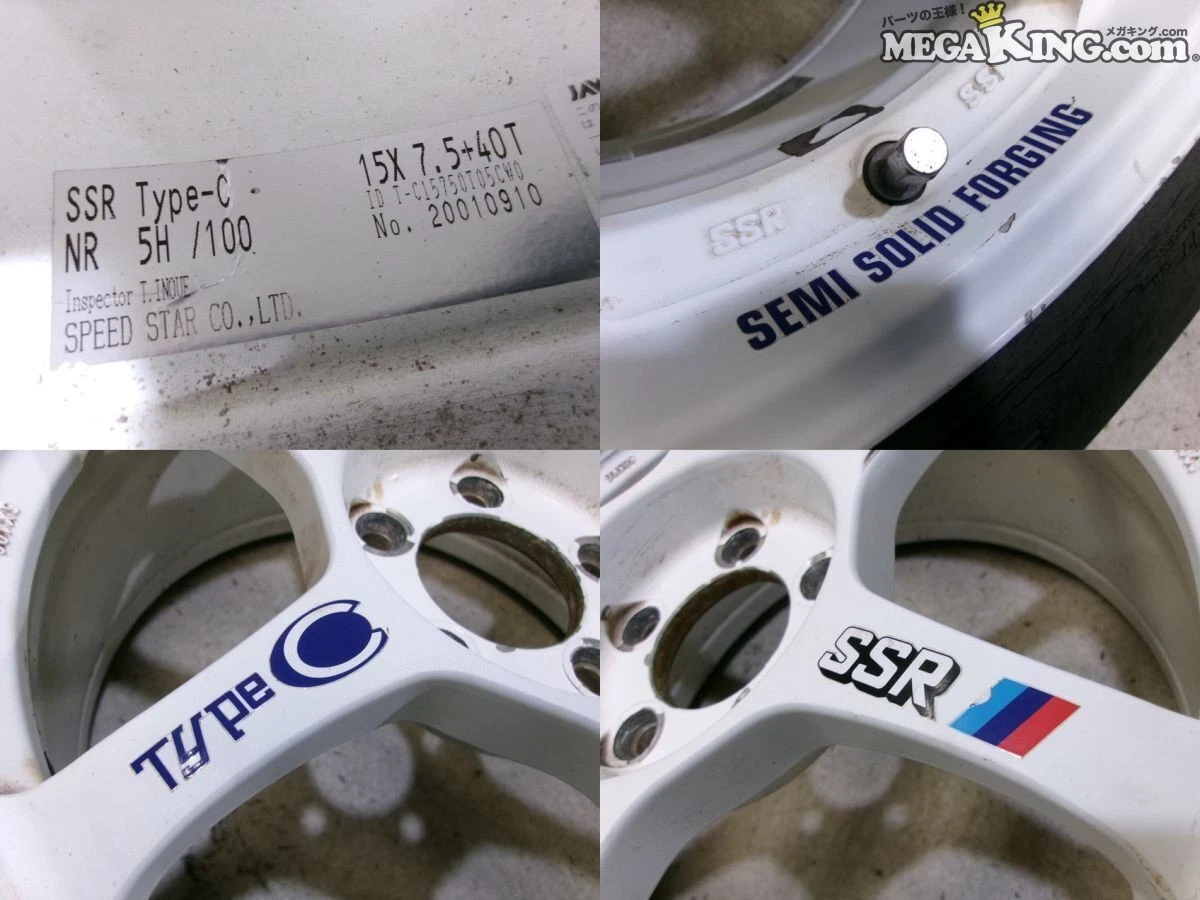 パーツの王様!
メガキング.com
MEGAKING.com®
SSR Type-C
NR 5H /100
Inspector T.INOUE
SPEED STAR CO.,LTD.
15X 7.5+40T
ID T-C15750T05CW0
No. 20010910
JAWA
SSR
SSR
SEMI SOLID FORGING
Type C
SSR